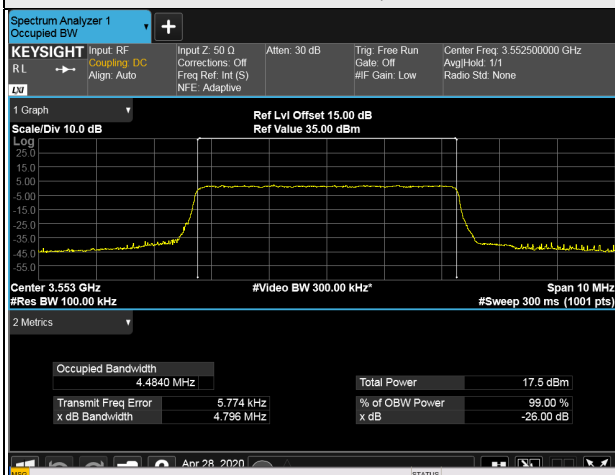 Spectrum Analyzer 1
Occupied BW
+
KEYSIGHT Input: RF Input Z: 50 Ω Atten: 30 dB Trig: Free Run Center Freq: 3.552500000 GHz
RL Coupling: DC Corrections: Off Gate: Off Avg|Hold: 1/1
Align: Auto Freq Ref: Int (S) #IF Gain: Low Radio Std: None
LXI NFE: Adaptive
1 Graph
Ref Lvl Offset 15.00 dB
Scale/Div 10.0 dB Ref Value 35.00 dBm
Log
25.0
15.0
5.00
-5.00
-15.0
-25.0
-35.0
-45.0
-55.0
Center 3.553 GHz #Video BW 300.00 kHz* Span 10 MHz
#Res BW 100.00 kHz #Sweep 300 ms (1001 pts)
2 Metrics
Occupied Bandwidth
4.4840 MHz Total Power 17.5 dBm
Transmit Freq Error 5.774 kHz % of OBW Power 99.00 %
x dB Bandwidth 4.796 MHz x dB -26.00 dB
Apr 28, 2020
MSG STATUS